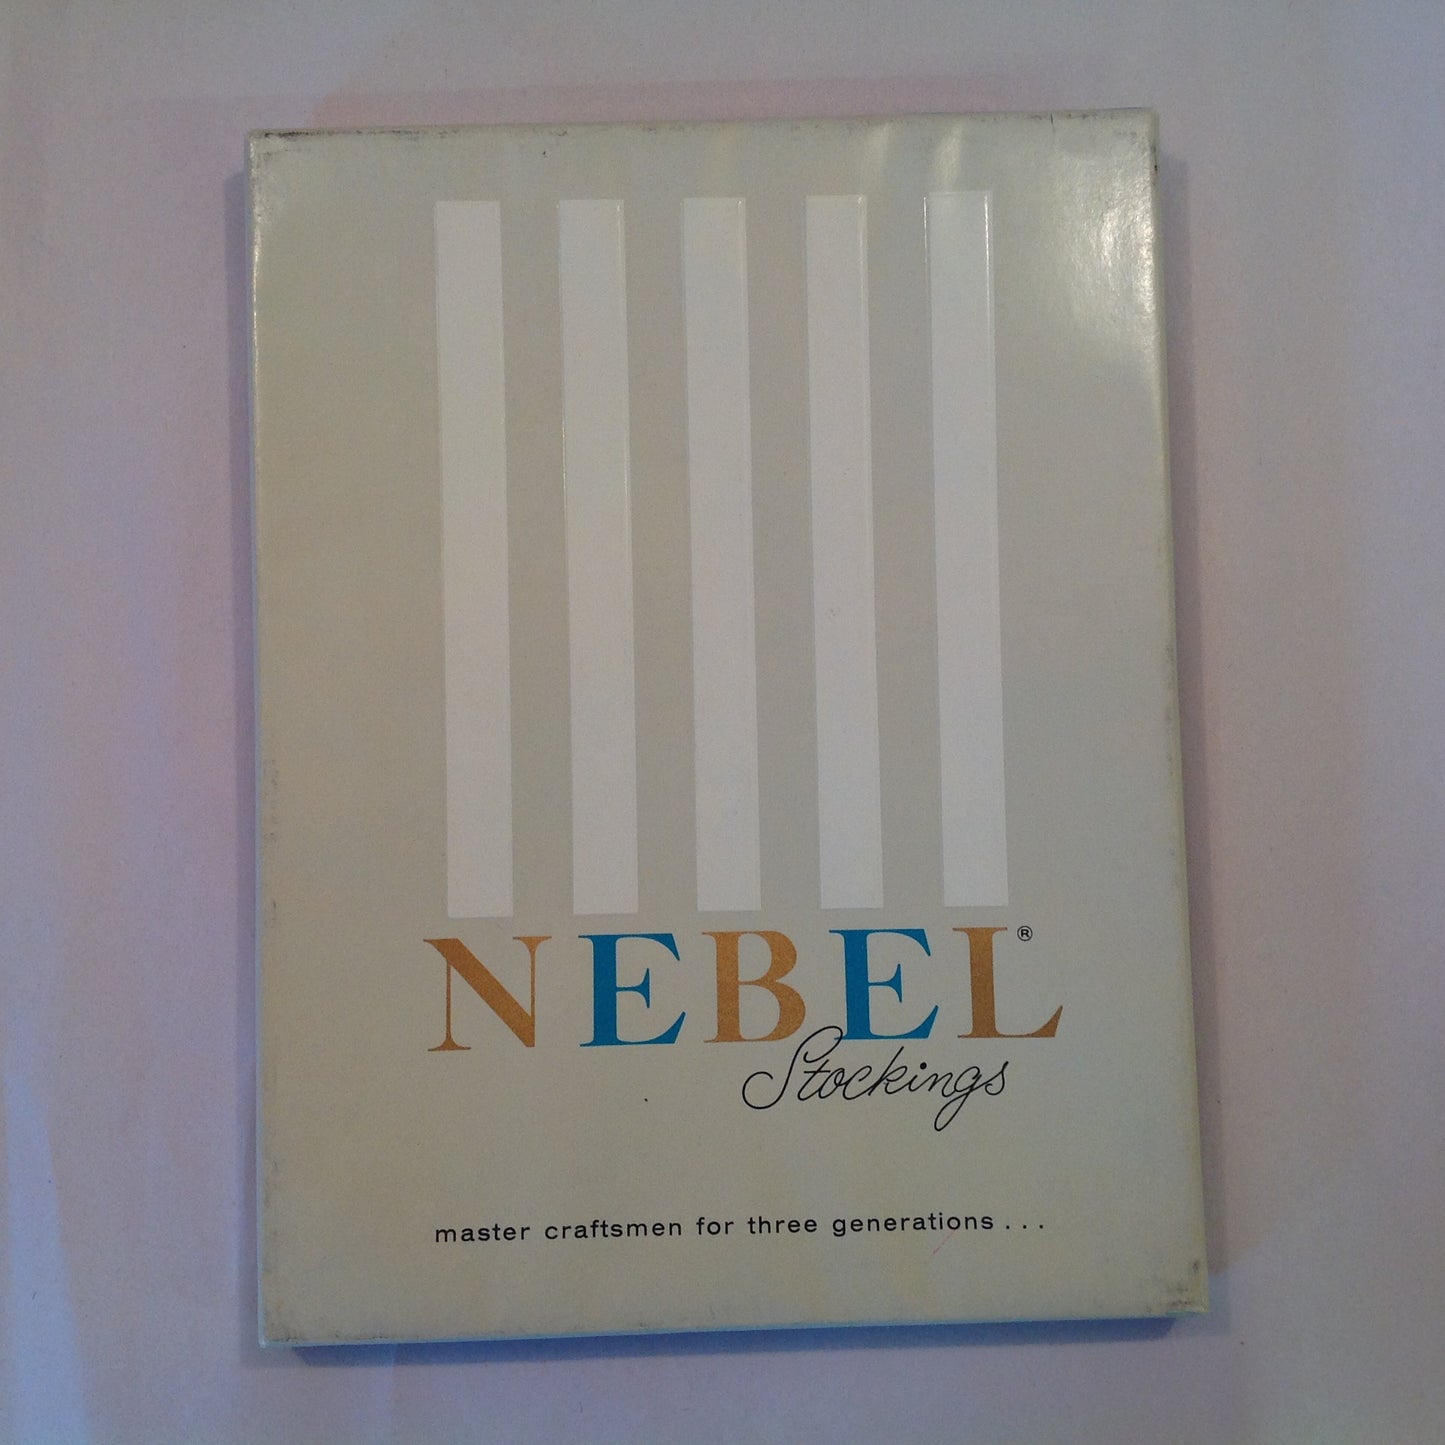 NEBEL®
Stockings
master craftsmen for three generations . . .